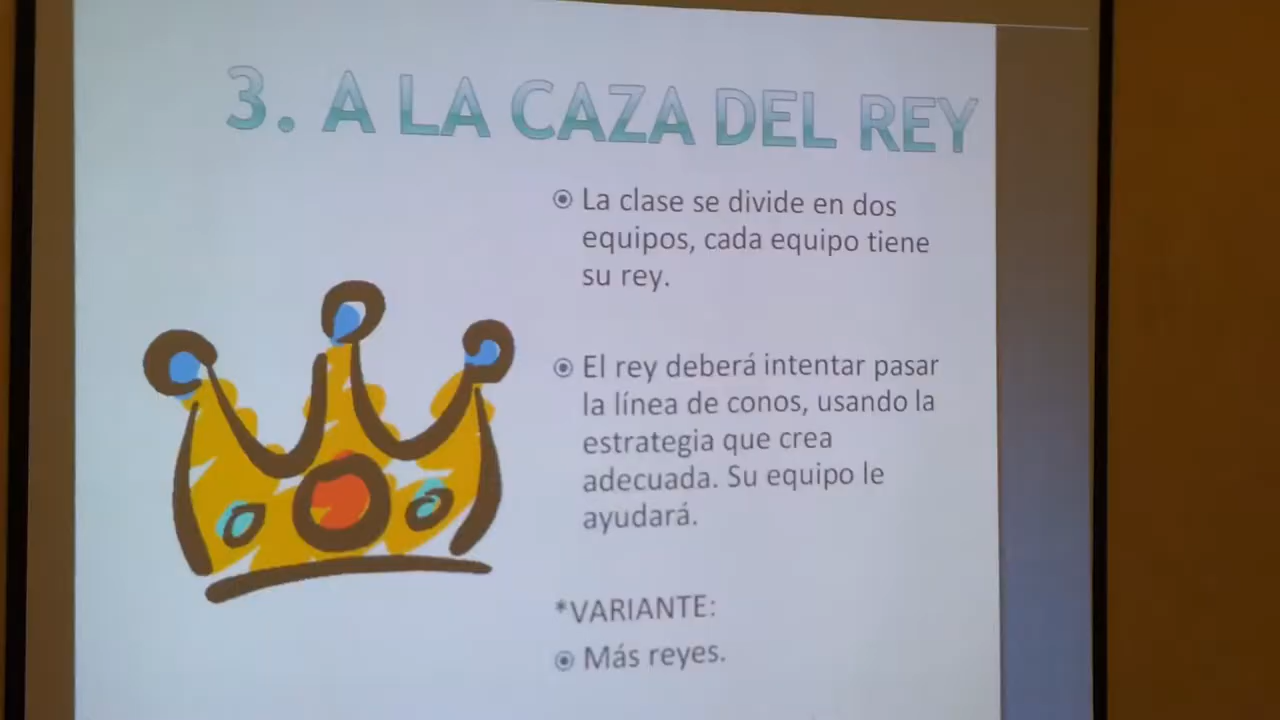 3. A LA CAZA DEL REY
La clase se divide en dos
equipos, cada equipo tiene
su rey.
El rey deberá intentar pasar
la línea de conos, usando la
estrategia que crea
adecuada. Su equipo le
ayudará.
*VARIANTE:
Más reyes.